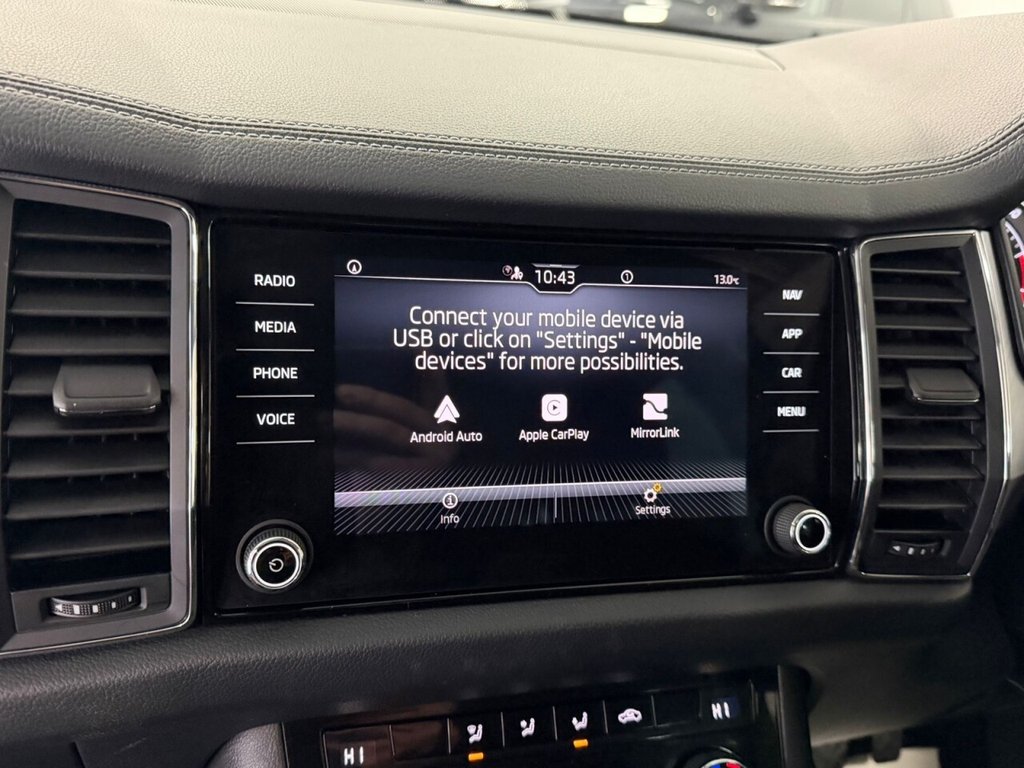 10:43
1
13.0°C
RADIO
MEDIA
PHONE
VOICE
Connect your mobile device via
USB or click on "Settings" - "Mobile
devices" for more possibilities.
Android Auto
Apple CarPlay
MirrorLink
Info
Settings
NAV
APP
CAR
MENU
HI
HI